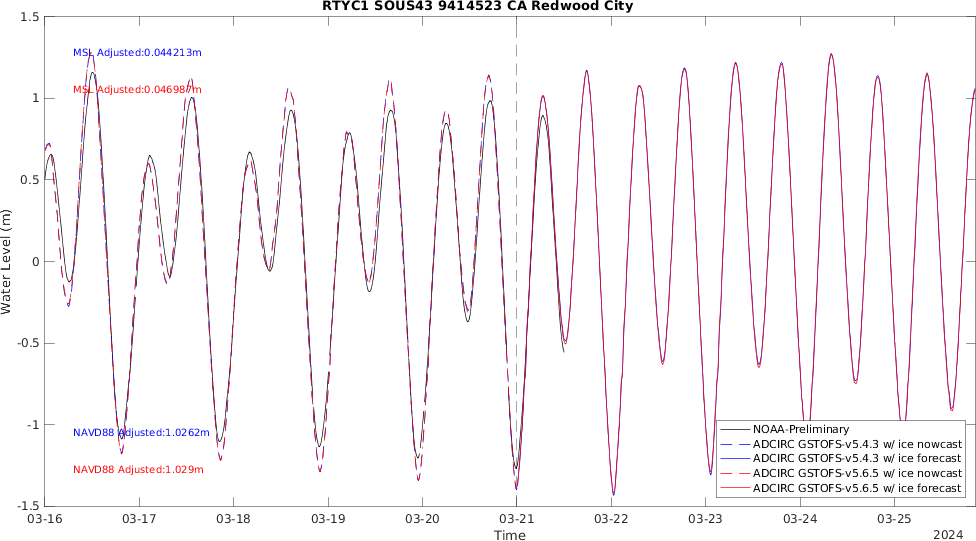 RTYC1 SOUS43 9414523 CA Redwood City
1.5
1
0.5
0
-0.5
-1
-1.5
Water Level (m)
MSL Adjusted:0.044213m
MSL Adjusted:0.046987m
NAVD88 Adjusted:1.0262m
NAVD88 Adjusted:1.029m
NOAA-Preliminary
ADCIRC GSTOFS-v5.4.3 w/ ice nowcast
ADCIRC GSTOFS-v5.4.3 w/ ice forecast
ADCIRC GSTOFS-v5.6.5 w/ ice nowcast
ADCIRC GSTOFS-v5.6.5 w/ ice forecast
03-16 03-17 03-18 03-19 03-20 03-21 03-22 03-23 03-24 03-25
Time
2024